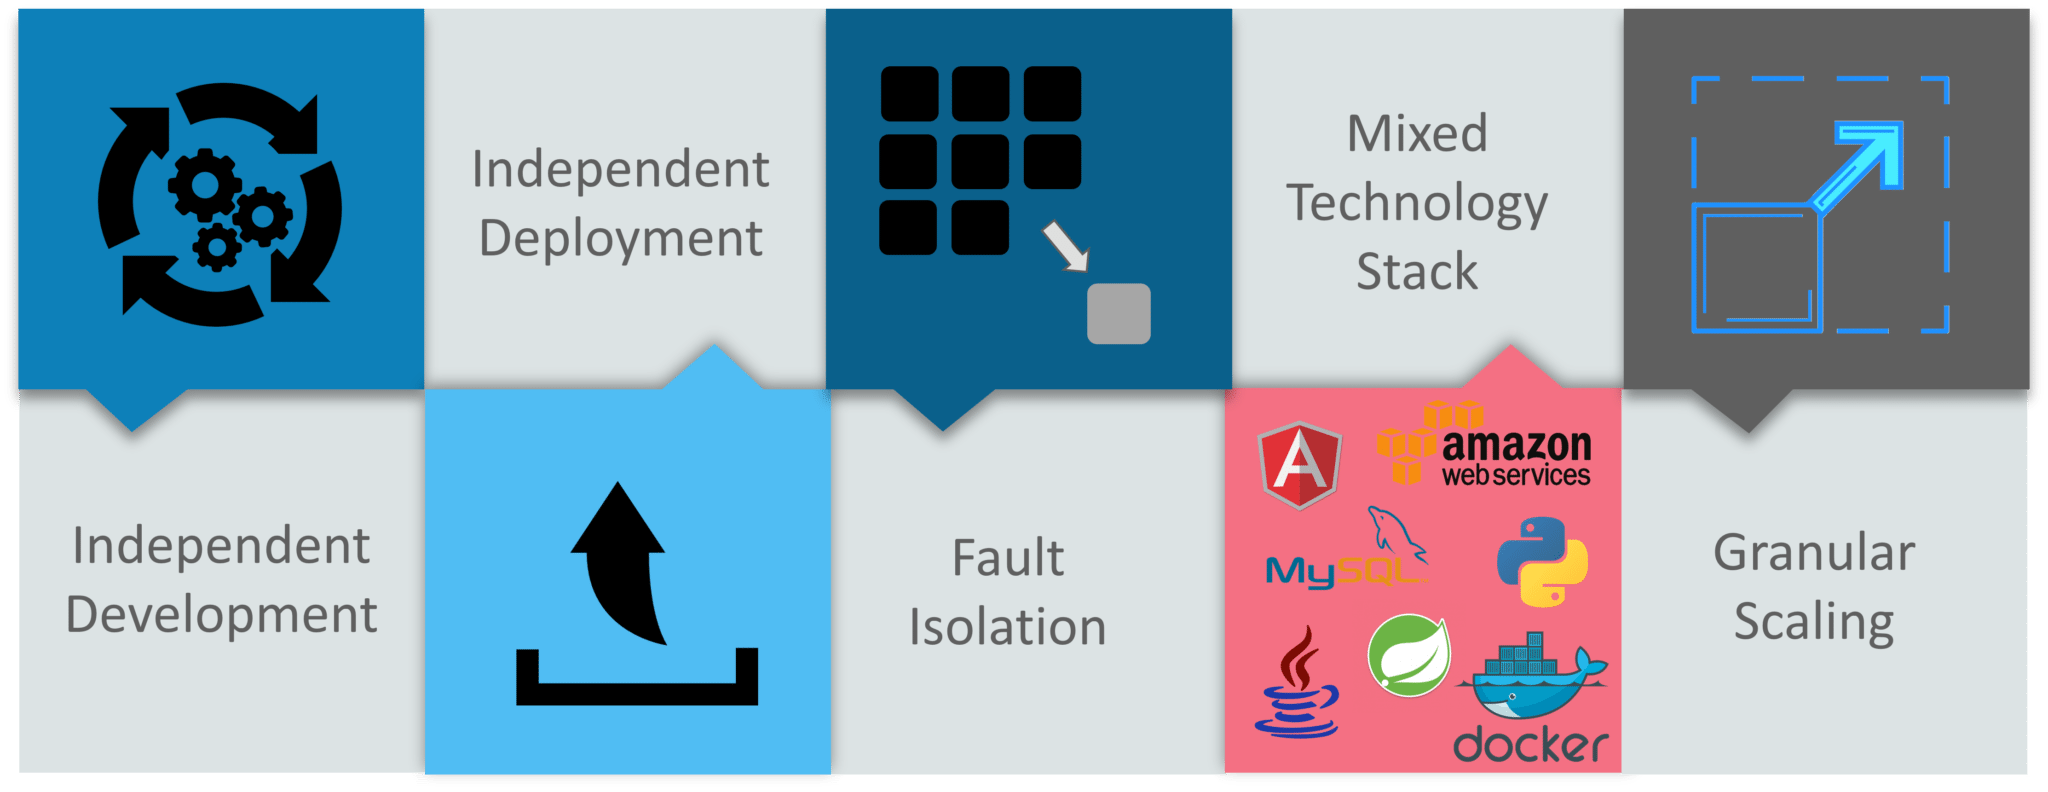 Independent
Development
Independent
Deployment
Fault
Isolation
Mixed
Technology
Stack
A
amazon
web services
MySQL
docker
Granular
Scaling